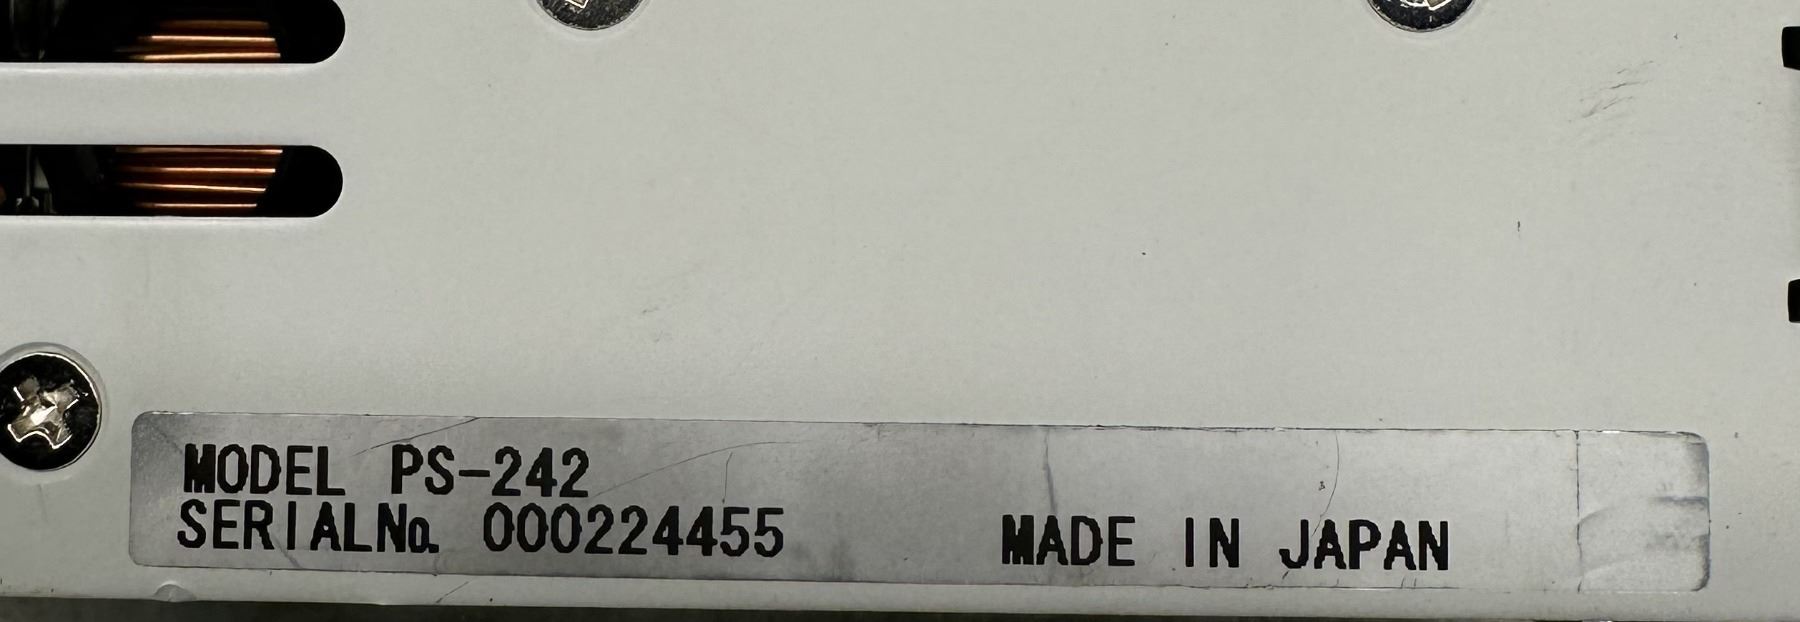 MODEL PS-242
SERIALNo. 000224455
MADE IN JAPAN